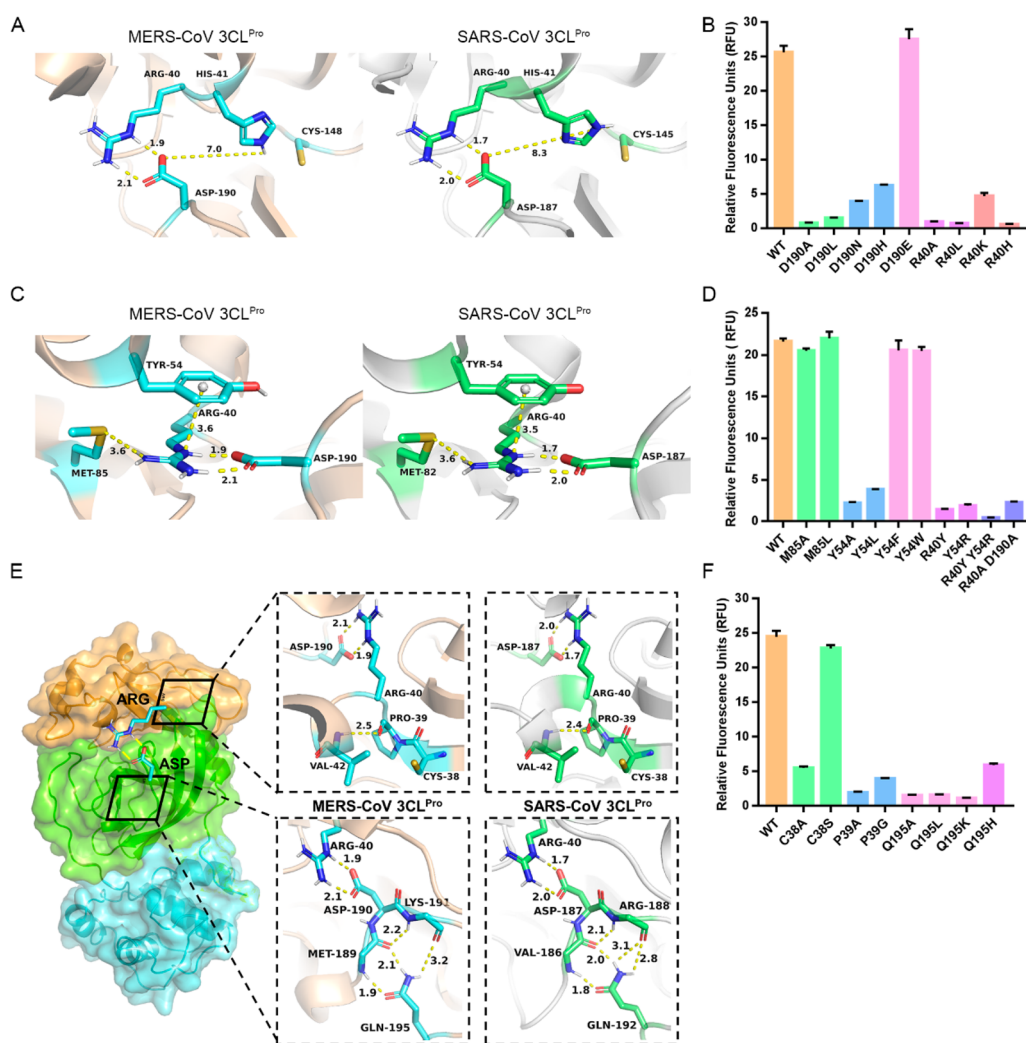 A
MERS-CoV 3CLPro
SARS-CoV 3CLPro
ARG-40
HIS-41
CYS-148
1.9
7.0
2.1
ASP-190
ARG-40
HIS-41
CYS-145
1.7
8.3
2.0
ASP-187
B
Relative Fluorescence Units (RFU)
30
25
20
15
10
5
0
WT
D190A
D190L
D190N
D190H
D190E
R40A
R40L
R40K
R40H
C
MERS-CoV 3CLPro
SARS-CoV 3CLPro
TYR-54
ARG-40
3.6
3.6
1.9
MET-85
2.1
ASP-190
TYR-54
ARG-40
3.5
3.6
1.7
MET-82
2.0
ASP-187
D
Relative Fluorescence Units (RFU)
25
20
15
10
5
0
WT
M85A
M85L
Y54A
Y54L
Y54F
Y54W
R40Y
Y54R
R40Y Y54R
R40A D190A
E
ARG
ASP
2.1
ASP-190
1.9
ARG-40
PRO-39
2.5
VAL-42
CYS-38
2.0
ASP-187
1.7
ARG-40
PRO-39
2.4
VAL-42
CYS-38
MERS-CoV 3CLPro
SARS-CoV 3CLPro
ARG-40
1.9
2.1
ASP-190
LYS-191
2.2
MET-189
2.1
3.2
1.9
GLN-195
ARG-40
1.7
2.0
ASP-187
ARG-188
2.1
VAL-186
3.1
2.0
2.8
1.8
GLN-192
F
Relative Fluorescence Units (RFU)
30
25
20
15
10
5
0
WT
C38A
C38S
P39A
P39G
Q195A
Q195L
Q195K
Q195H